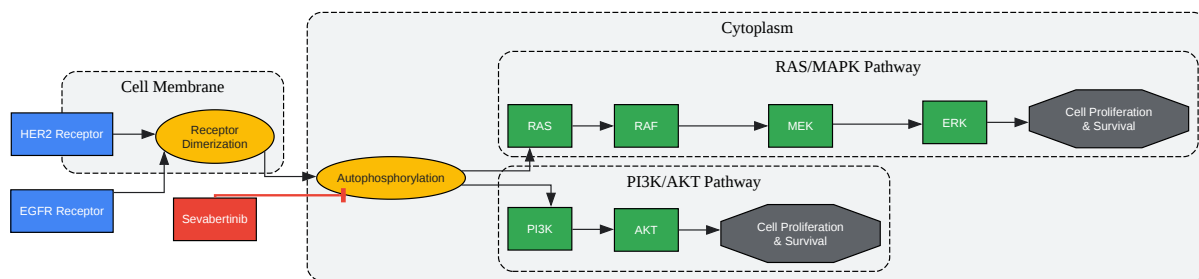 Cytoplasm
RAS/MAPK Pathway
Cell Membrane
HER2 Receptor
Receptor
Dimerization
RAS
RAF
MEK
ERK
Cell Proliferation
& Survival
Autophosphorylation
PI3K/AKT Pathway
EGFR Receptor
Sevabertinib
PI3K
AKT
Cell Proliferation
& Survival